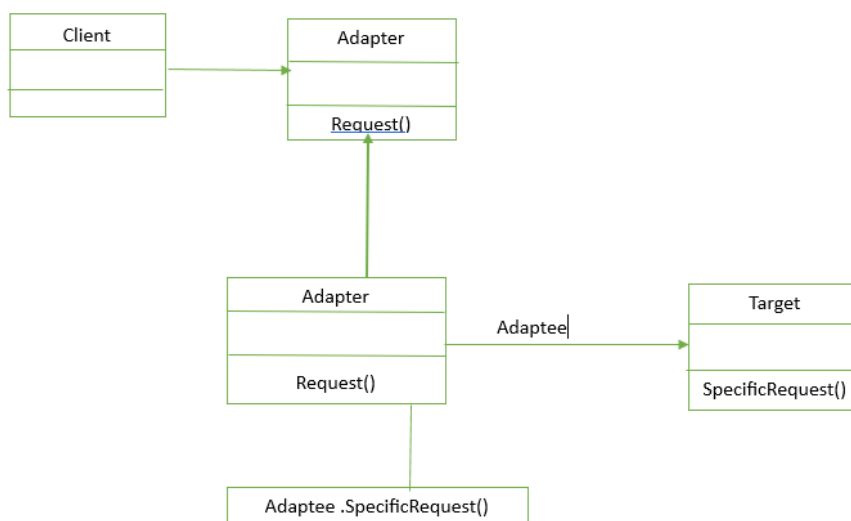 Client
Adapter
Request()
Adapter
Request()
Adaptee
Target
SpecificRequest()
Adaptee .SpecificRequest()